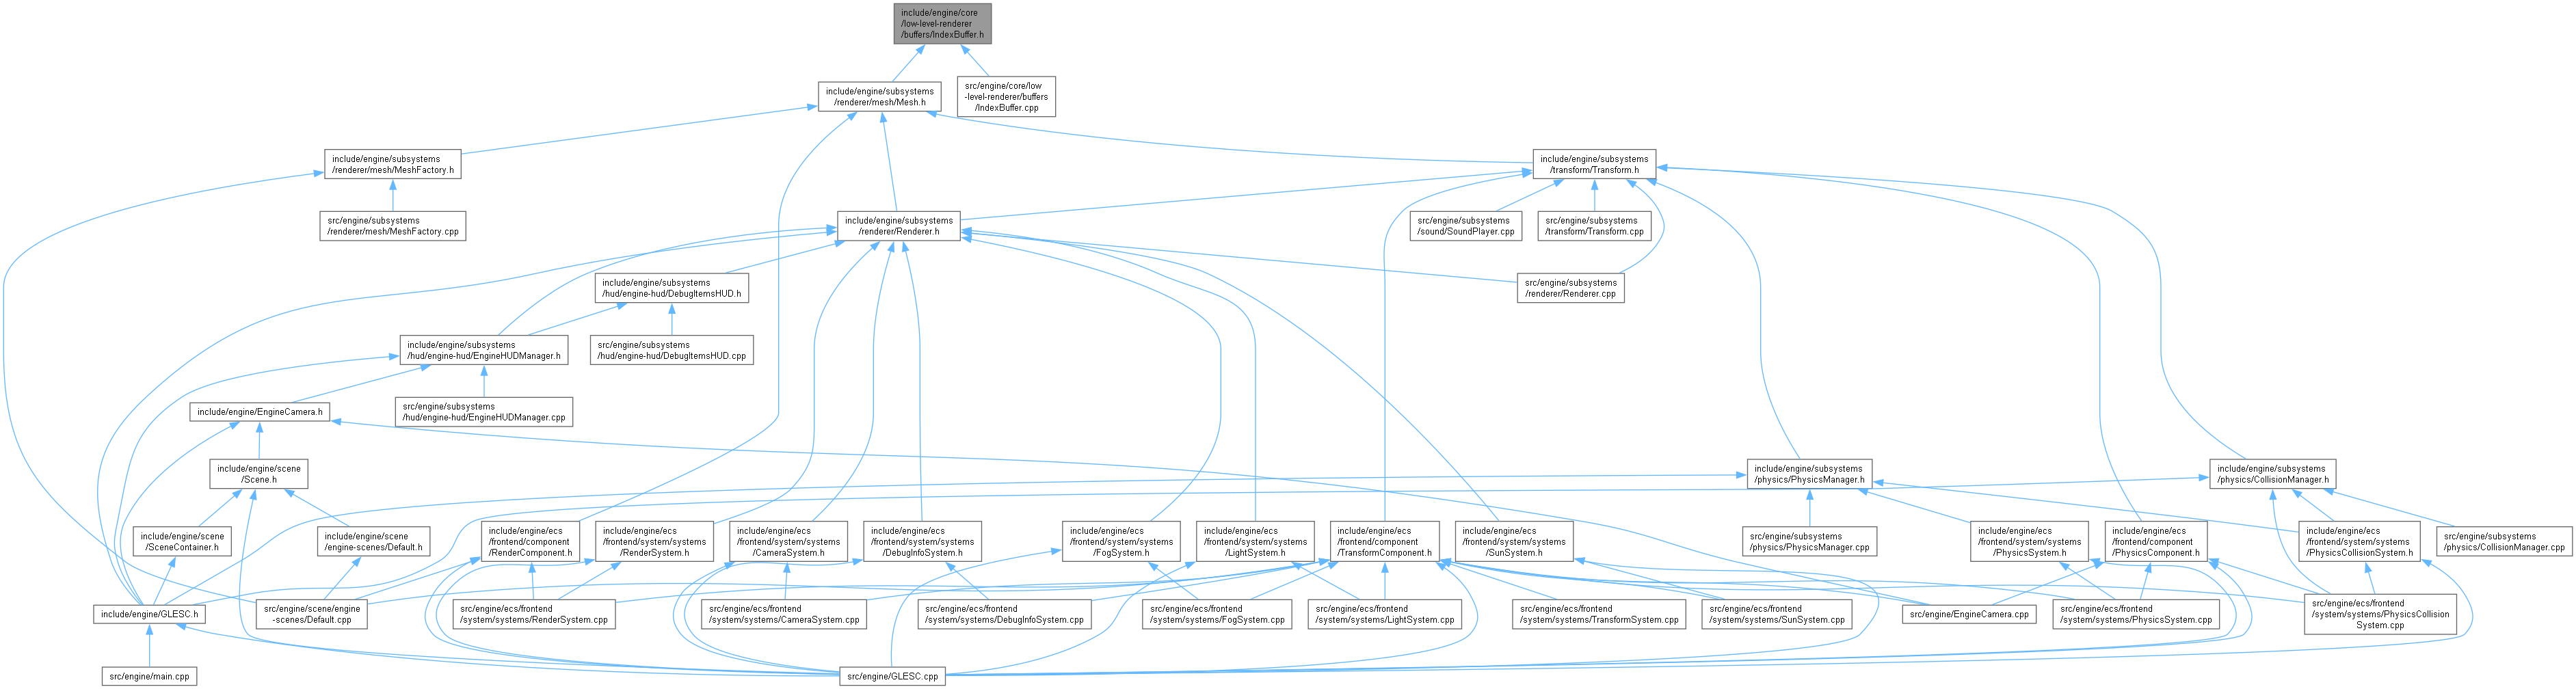 include/engine/core
/low-level-renderer
/buffers/IndexBuffer.h
include/engine/subsystems
/renderer/mesh/Mesh.h
src/engine/core/low
-level-renderer/buffers
/IndexBuffer.cpp
include/engine/subsystems
/renderer/mesh/MeshFactory.h
include/engine/subsystems
/transform/Transform.h
src/engine/subsystems
/renderer/mesh/MeshFactory.cpp
include/engine/subsystems
/renderer/Renderer.h
src/engine/subsystems
/sound/SoundPlayer.cpp
src/engine/subsystems
/transform/Transform.cpp
include/engine/subsystems
/hud/engine-hud/DebugItemsHUD.h
src/engine/subsystems
/renderer/Renderer.cpp
include/engine/subsystems
/hud/engine-hud/EngineHUDManager.h
src/engine/subsystems
/hud/engine-hud/DebugItemsHUD.cpp
include/engine/EngineCamera.h
src/engine/subsystems
/hud/engine-hud/EngineHUDManager.cpp
include/engine/scene
/Scene.h
include/engine/subsystems
/physics/PhysicsManager.h
include/engine/subsystems
/physics/CollisionManager.h
include/engine/scene
/SceneContainer.h
include/engine/scene
/engine-scenes/Default.h
include/engine/ecs
/frontend/component
/RenderComponent.h
include/engine/ecs
/frontend/system/systems
/RenderSystem.h
include/engine/ecs
/frontend/system/systems
/CameraSystem.h
include/engine/ecs
/frontend/system/systems
/DebugInfoSystem.h
include/engine/ecs
/frontend/system/systems
/FogSystem.h
include/engine/ecs
/frontend/system/systems
/LightSystem.h
include/engine/ecs
/frontend/component
/TransformComponent.h
include/engine/ecs
/frontend/system/systems
/SunSystem.h
src/engine/subsystems
/physics/PhysicsManager.cpp
include/engine/ecs
/frontend/system/systems
/PhysicsSystem.h
include/engine/ecs
/frontend/component
/PhysicsComponent.h
include/engine/ecs
/frontend/system/systems
/PhysicsCollisionSystem.h
src/engine/subsystems
/physics/CollisionManager.cpp
include/engine/GLESC.h
src/engine/scene/engine
-scenes/Default.cpp
src/engine/ecs/frontend
/system/systems/RenderSystem.cpp
src/engine/ecs/frontend
/system/systems/CameraSystem.cpp
src/engine/ecs/frontend
/system/systems/DebugInfoSystem.cpp
src/engine/ecs/frontend
/system/systems/FogSystem.cpp
src/engine/ecs/frontend
/system/systems/LightSystem.cpp
src/engine/ecs/frontend
/system/systems/TransformSystem.cpp
src/engine/ecs/frontend
/system/systems/SunSystem.cpp
src/engine/EngineCamera.cpp
src/engine/ecs/frontend
/system/systems/PhysicsSystem.cpp
src/engine/ecs/frontend
/system/systems/PhysicsCollision
System.cpp
src/engine/main.cpp
src/engine/GLESC.cpp